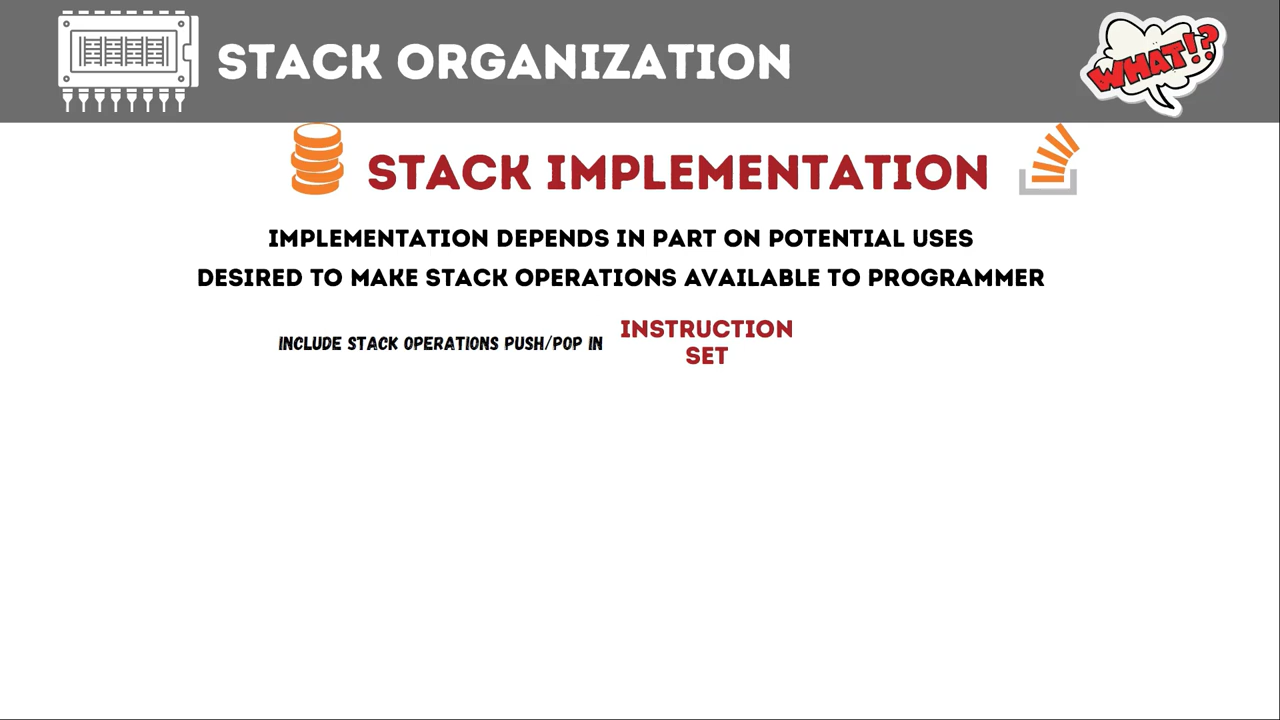 STACK ORGANIZATION
WHAT!?
STACK IMPLEMENTATION
IMPLEMENTATION DEPENDS IN PART ON POTENTIAL USES
DESIRED TO MAKE STACK OPERATIONS AVAILABLE TO PROGRAMMER
INCLUDE STACK OPERATIONS PUSH/POP IN
INSTRUCTION
SET